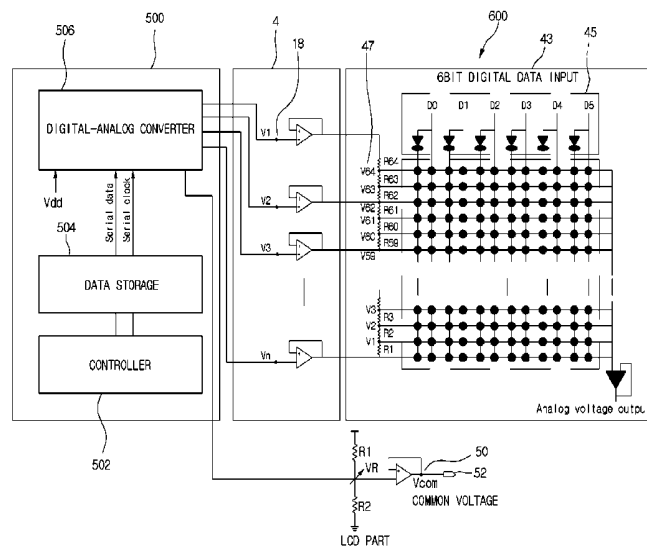 506
500
4
18
600
47
43
45
6BIT DIGITAL DATA INPUT
D0 D1 D2 D3 D4 D5
DIGITAL-ANALOG CONVERTER
V1
V2
V3
Vn
Vdd
Serial data
Serial clock
504
DATA STORAGE
CONTROLLER
502
R64
V64
R63
V63
R62
V62
R61
V61
R60
V60
R59
V59
V3
R3
V2
R2
V1
R1
Analog voltage output
R1
VR
R2
50
52
Vcom
COMMON VOLTAGE
LCD PART